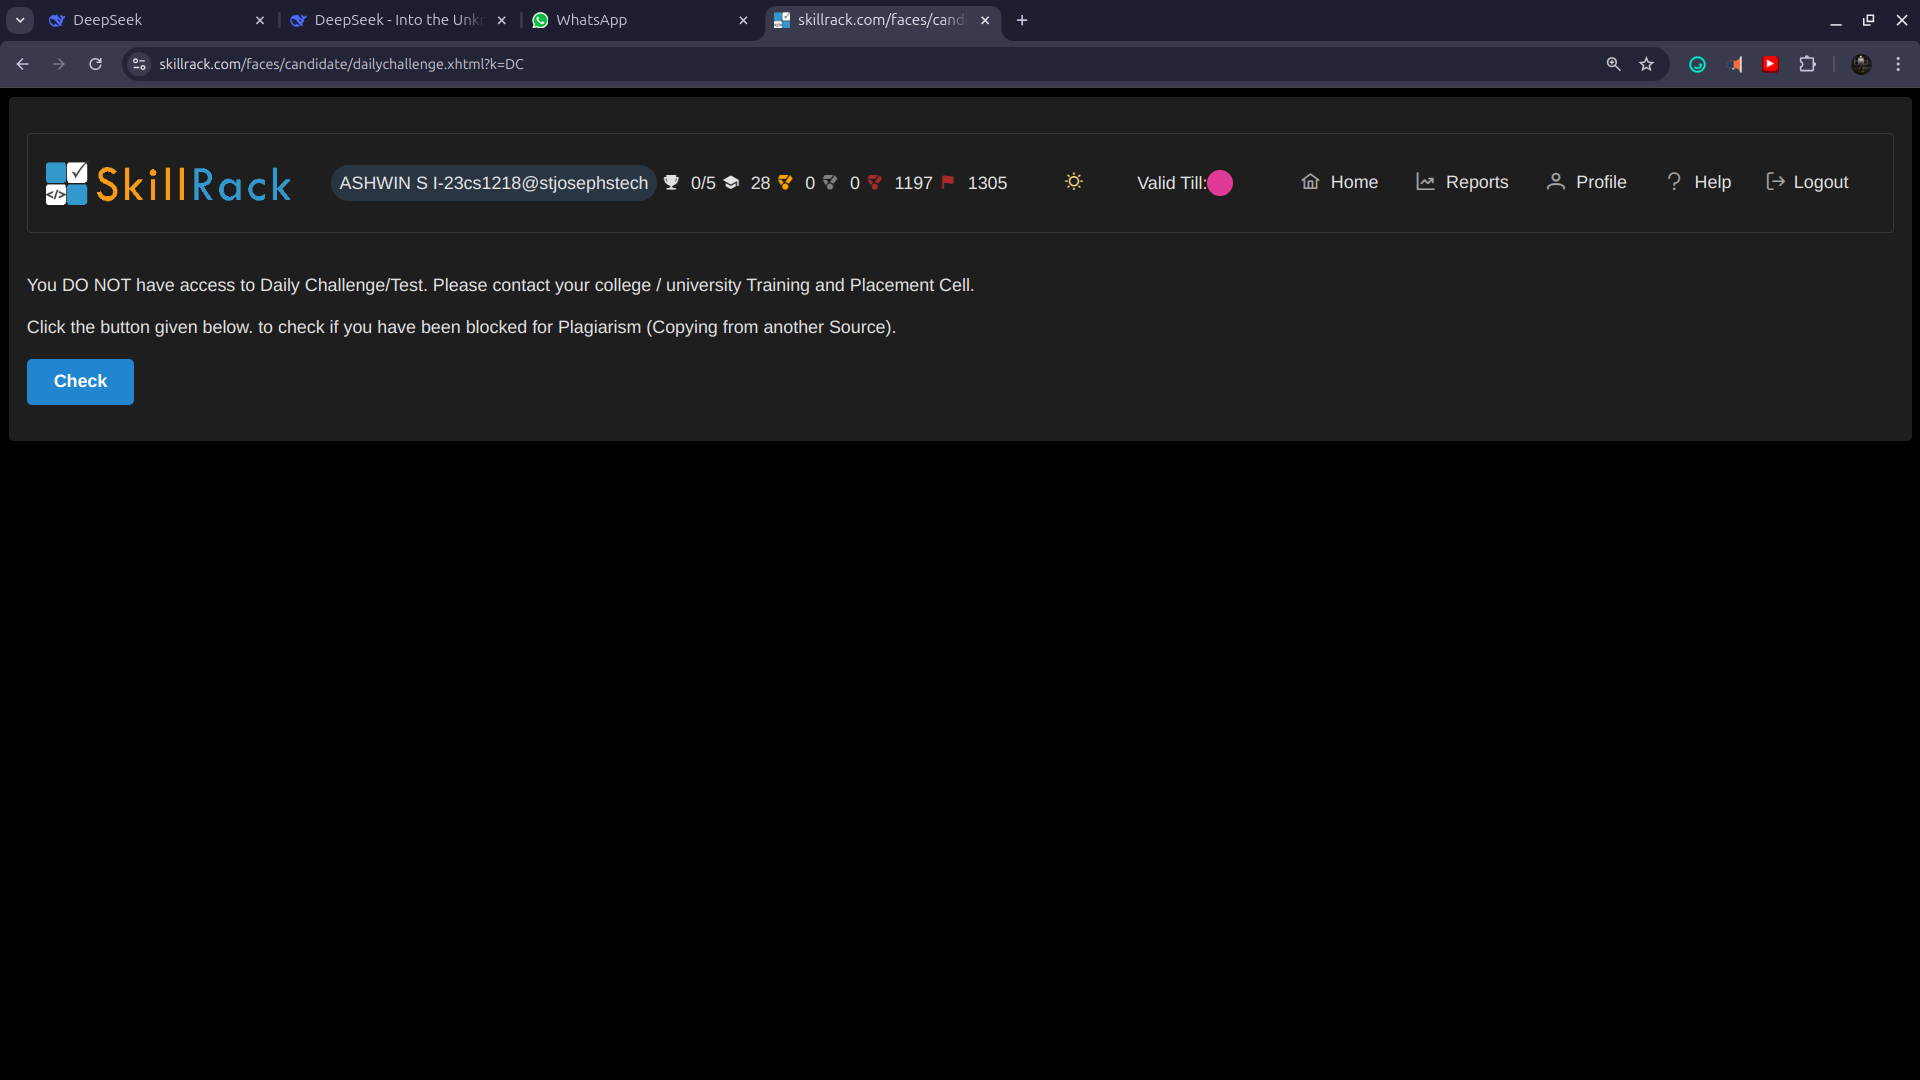 DeepSeek
DeepSeek - Into the Unkn
WhatsApp
skillrack.com/faces/candi
skillrack.com/faces/candidate/dailychallenge.xhtml?k=DC
SkillRack
ASHWIN S I-23cs1218@stjosephstech 0/5 28 0 0 1197 1305
Valid Till:
Home
Reports
Profile
Help
Logout
You DO NOT have access to Daily Challenge/Test. Please contact your college / university Training and Placement Cell.
Click the button given below. to check if you have been blocked for Plagiarism (Copying from another Source).
Check